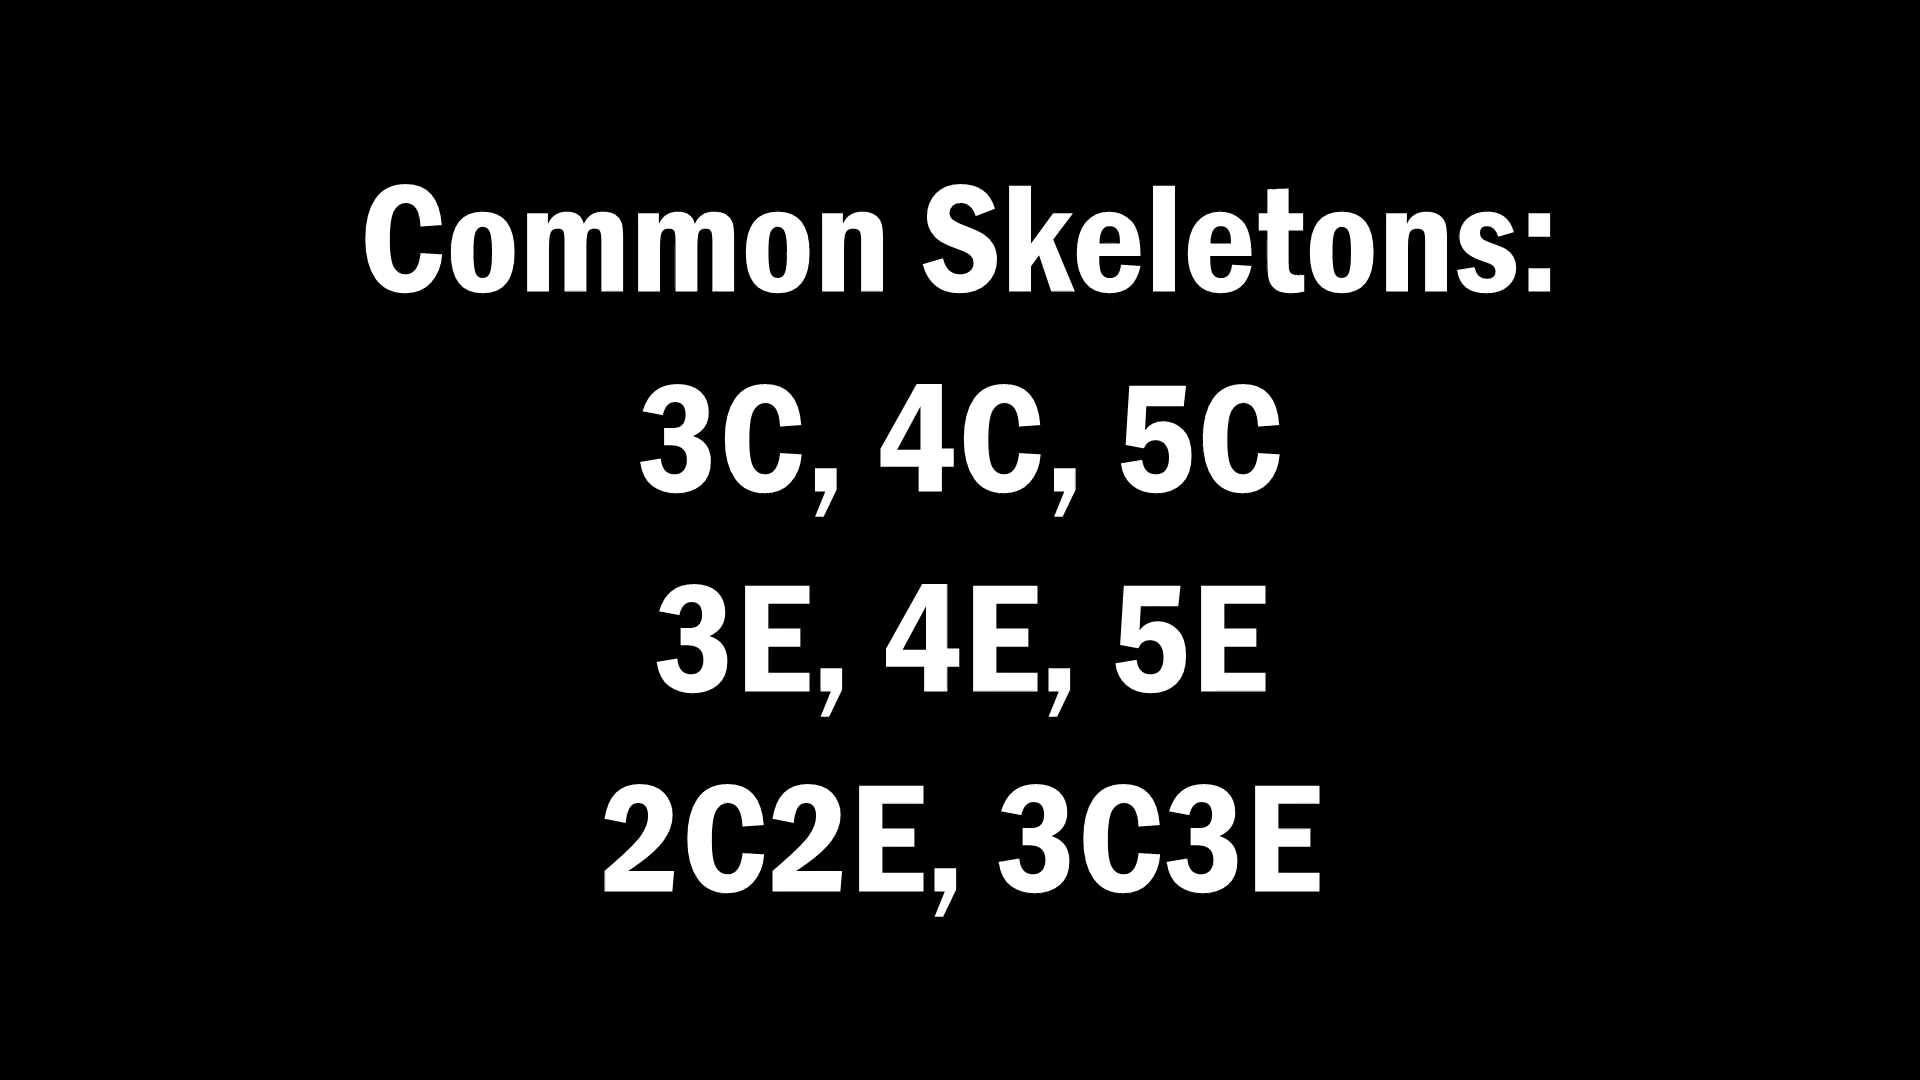 Common Skeletons:
3C, 4C, 5C
3E, 4E, 5E
2C2E, 3C3E